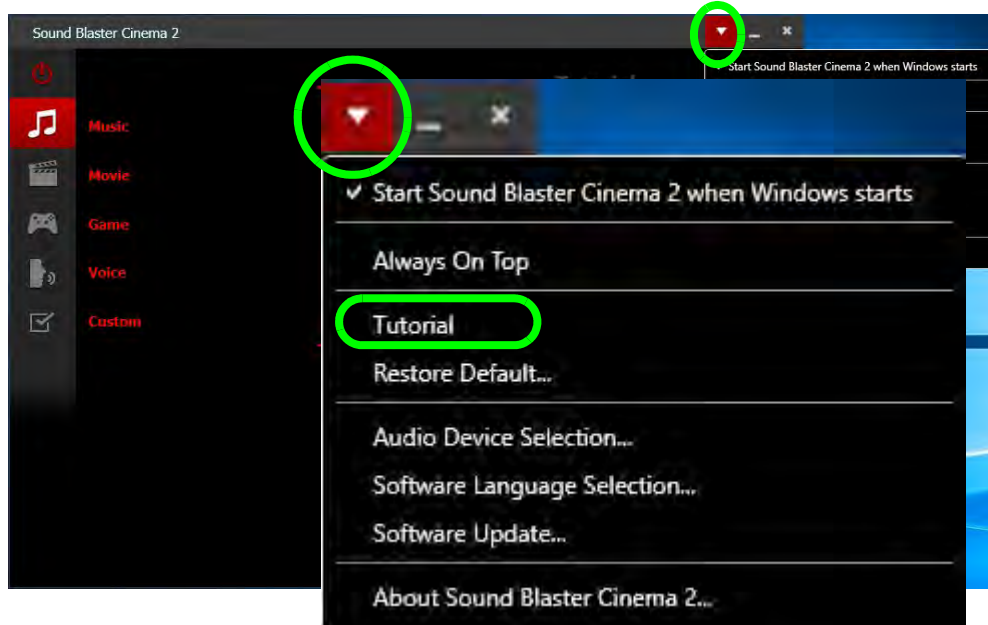 Sound Blaster Cinema 2
Start Sound Blaster Cinema 2 when Windows starts
Music
Movie
Game
Voice
Custom
Start Sound Blaster Cinema 2 when Windows starts
Always On Top
Tutorial
Restore Default...
Audio Device Selection...
Software Language Selection...
Software Update...
About Sound Blaster Cinema 2...